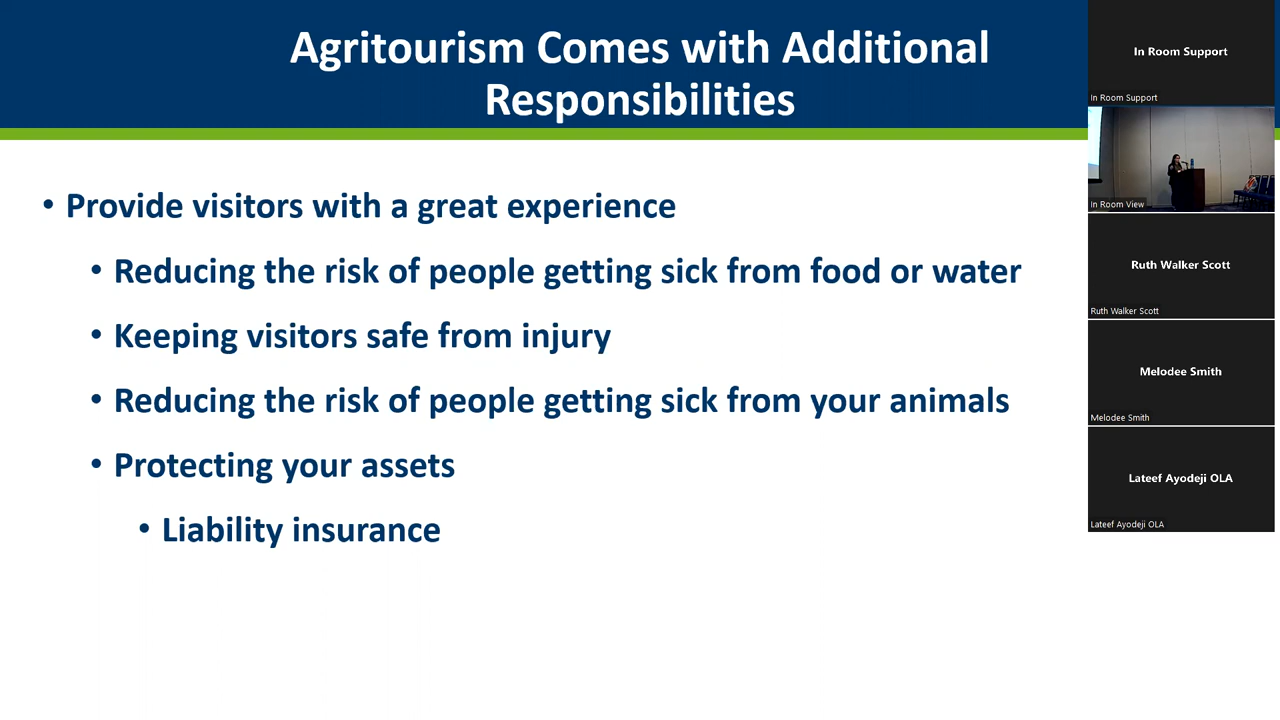 Agritourism Comes with Additional
Responsibilities
• Provide visitors with a great experience
• Reducing the risk of people getting sick from food or water
• Keeping visitors safe from injury
• Reducing the risk of people getting sick from your animals
• Protecting your assets
• Liability insurance
In Room Support
In Room Support
In Room View
Ruth Walker Scott
Ruth Walker Scott
Melodee Smith
Melodee Smith
Lateef Ayodeji OLA
Lateef Ayodeji OLA